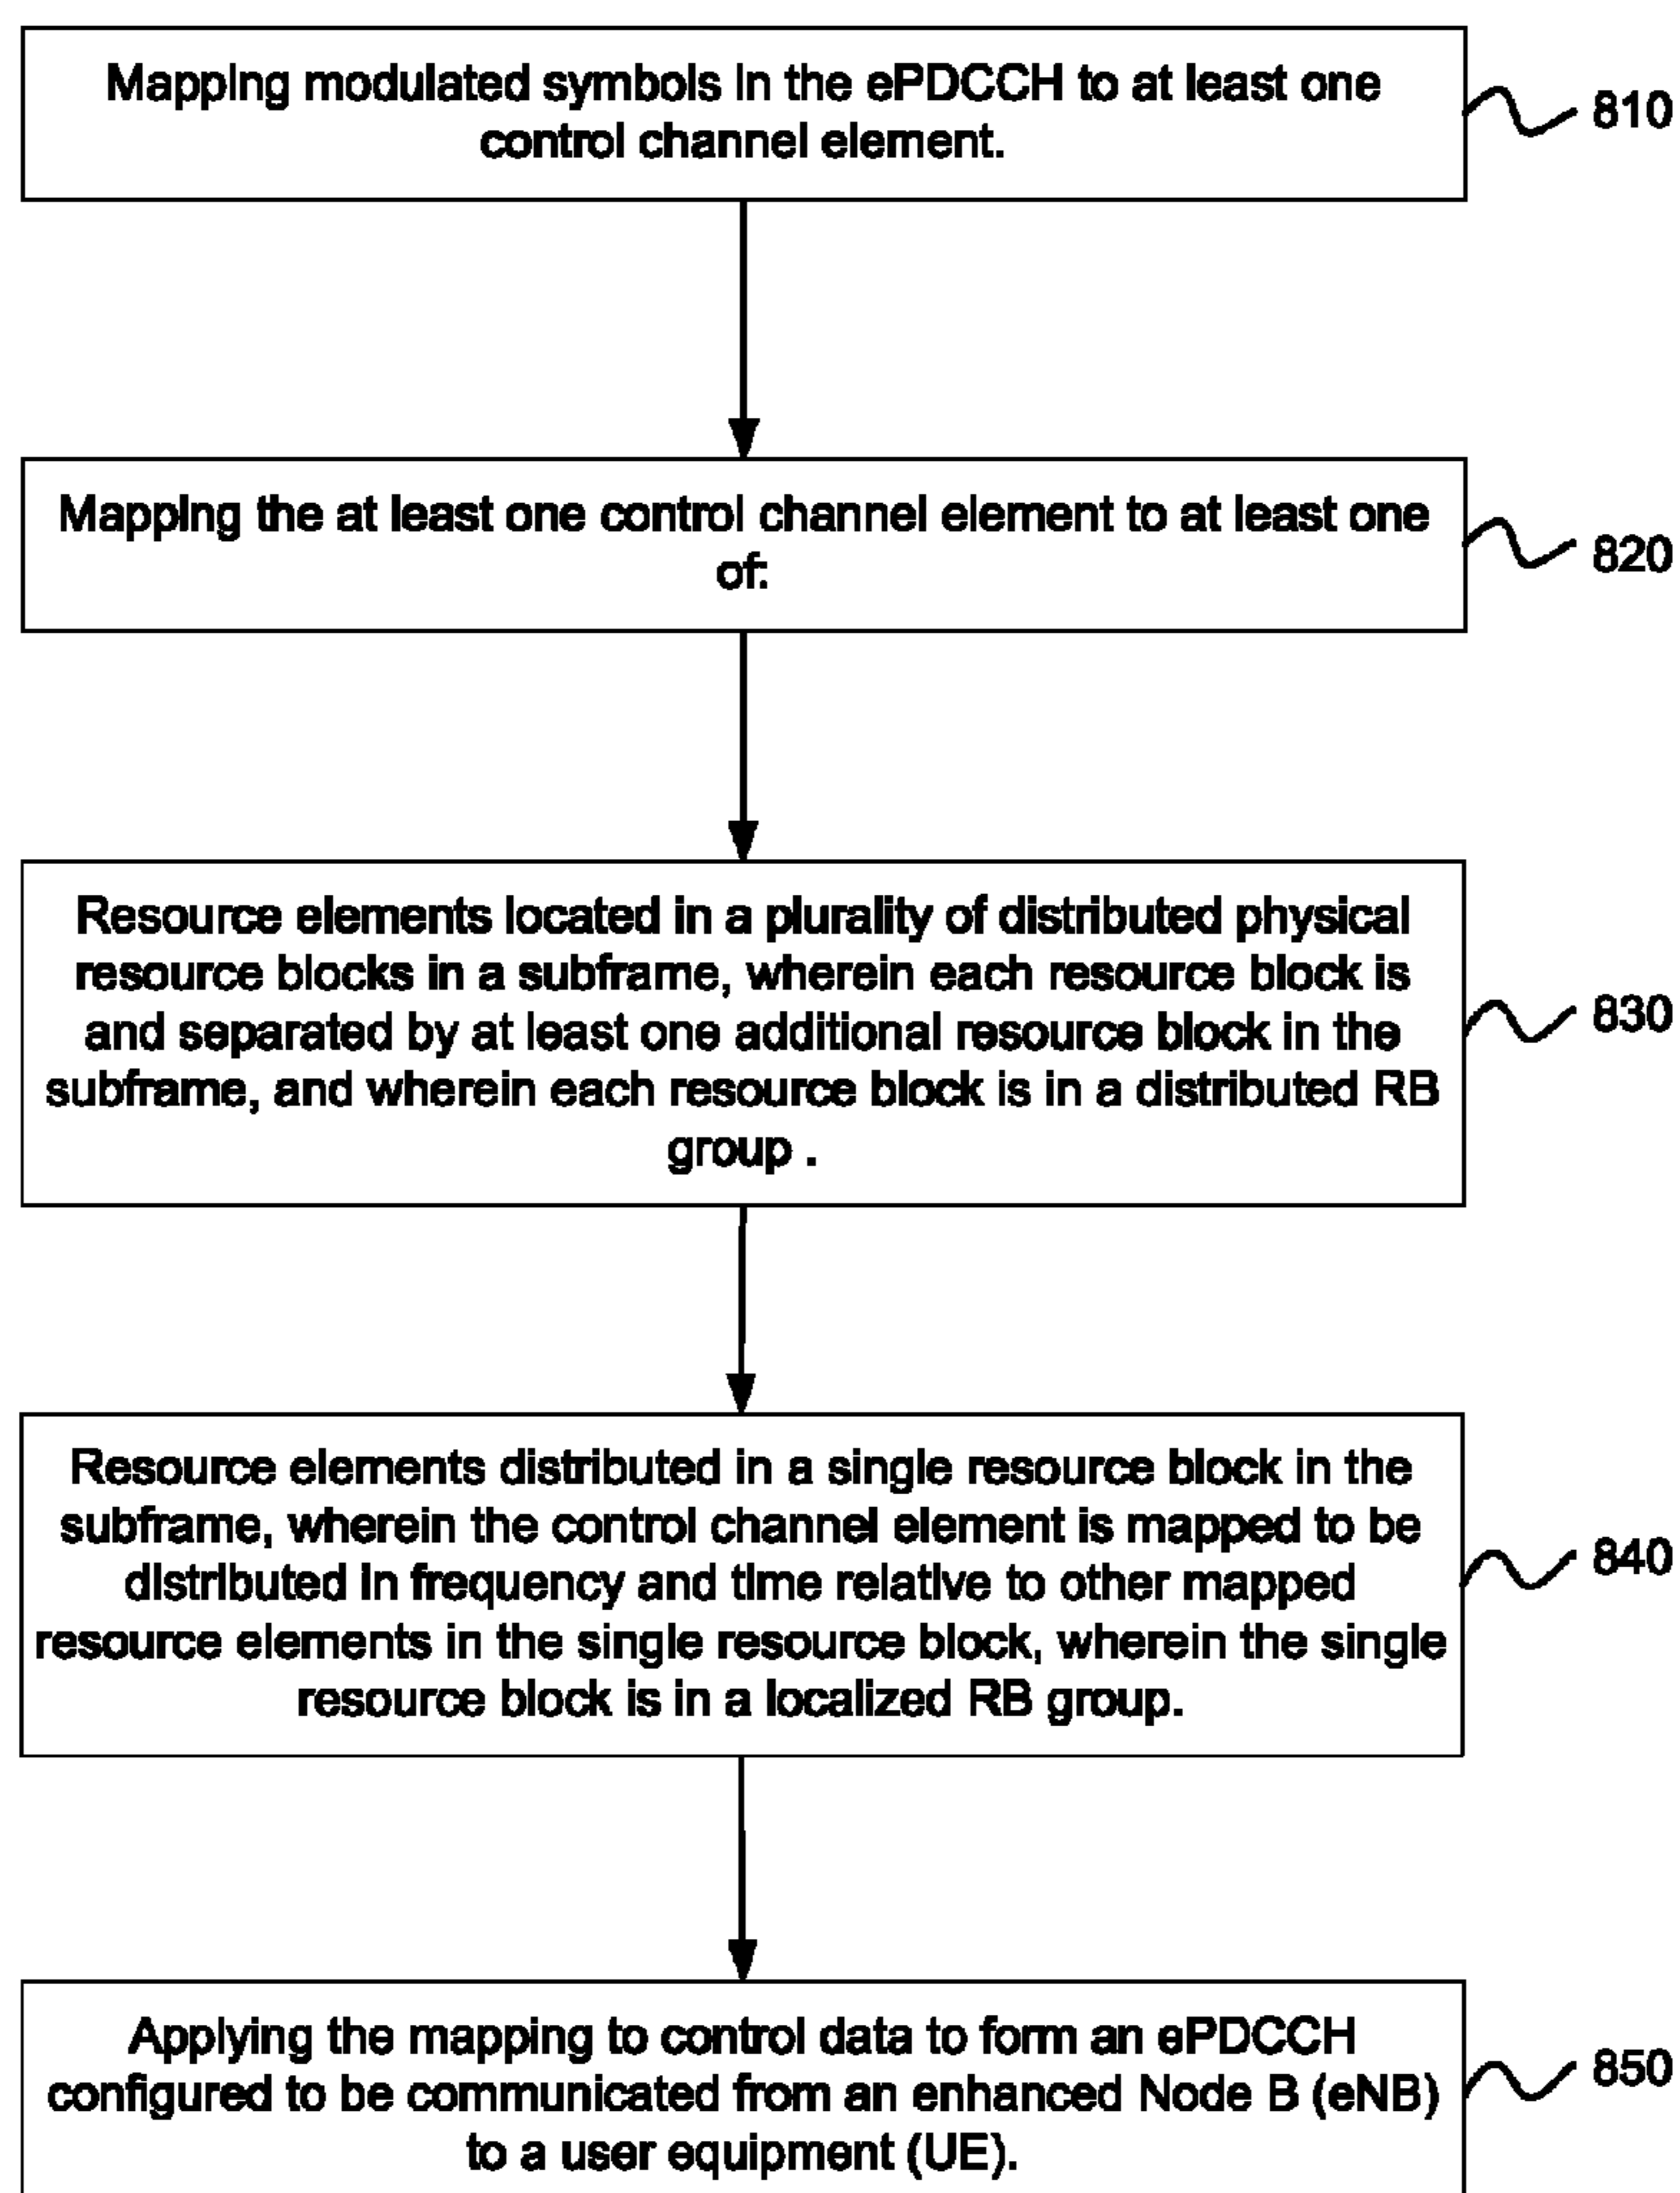 Mapping modulated symbols in the ePDCCH to at least one
control channel element.
810
Mapping the at least one control channel element to at least one
of:
820
Resource elements located in a plurality of distributed physical
resource blocks in a subframe, wherein each resource block is
and separated by at least one additional resource block in the
subframe, and wherein each resource block is in a distributed RB
group .
830
Resource elements distributed in a single resource block in the
subframe, wherein the control channel element is mapped to be
distributed in frequency and time relative to other mapped
resource elements in the single resource block, wherein the single
resource block is in a localized RB group.
840
Applying the mapping to control data to form an ePDCCH
configured to be communicated from an enhanced Node B (eNB)
to a user equipment (UE).
850